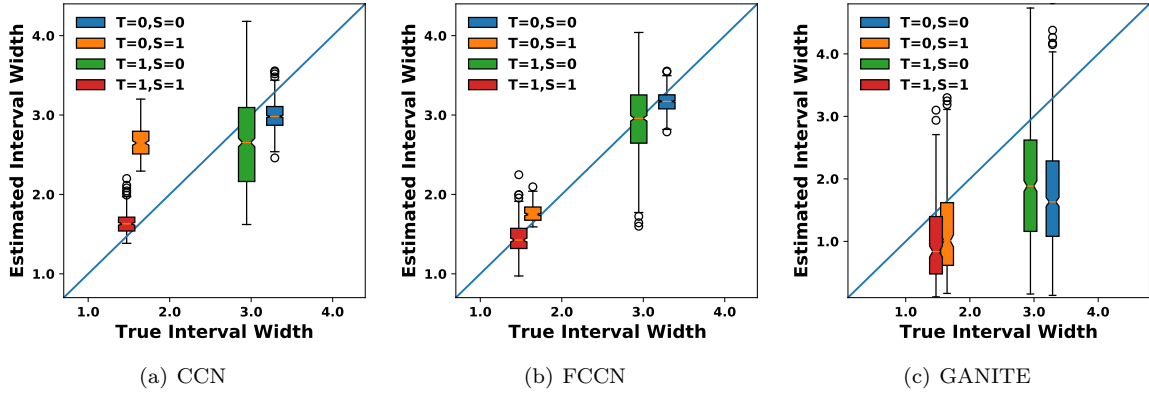 Estimated Interval Width
4.0
3.0
2.0
1.0
T=0,S=0
T=0,S=1
T=1,S=0
T=1,S=1
1.0 2.0 3.0 4.0
True Interval Width
(a) CCN
Estimated Interval Width
4.0
3.0
2.0
1.0
T=0,S=0
T=0,S=1
T=1,S=0
T=1,S=1
1.0 2.0 3.0 4.0
True Interval Width
(b) FCCN
Estimated Interval Width
4.0
3.0
2.0
1.0
T=0,S=0
T=0,S=1
T=1,S=0
T=1,S=1
1.0 2.0 3.0 4.0
True Interval Width
(c) GANITE